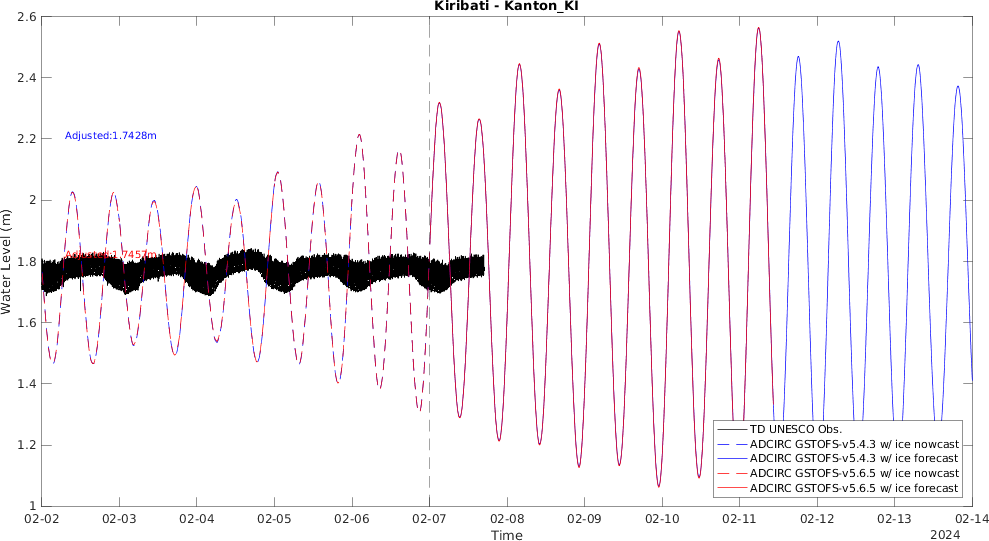 Kiribati - Kanton_KI
2.6
2.4
2.2
2
1.8
1.6
1.4
1.2
1
Water Level (m)
Adjusted:1.7428m
Adjusted:1.7457m
TD UNESCO Obs.
ADCIRC GSTOFS-v5.4.3 w/ ice nowcast
ADCIRC GSTOFS-v5.4.3 w/ ice forecast
ADCIRC GSTOFS-v5.6.5 w/ ice nowcast
ADCIRC GSTOFS-v5.6.5 w/ ice forecast
02-02 02-03 02-04 02-05 02-06 02-07 02-08 02-09 02-10 02-11 02-12 02-13 02-14
Time
2024